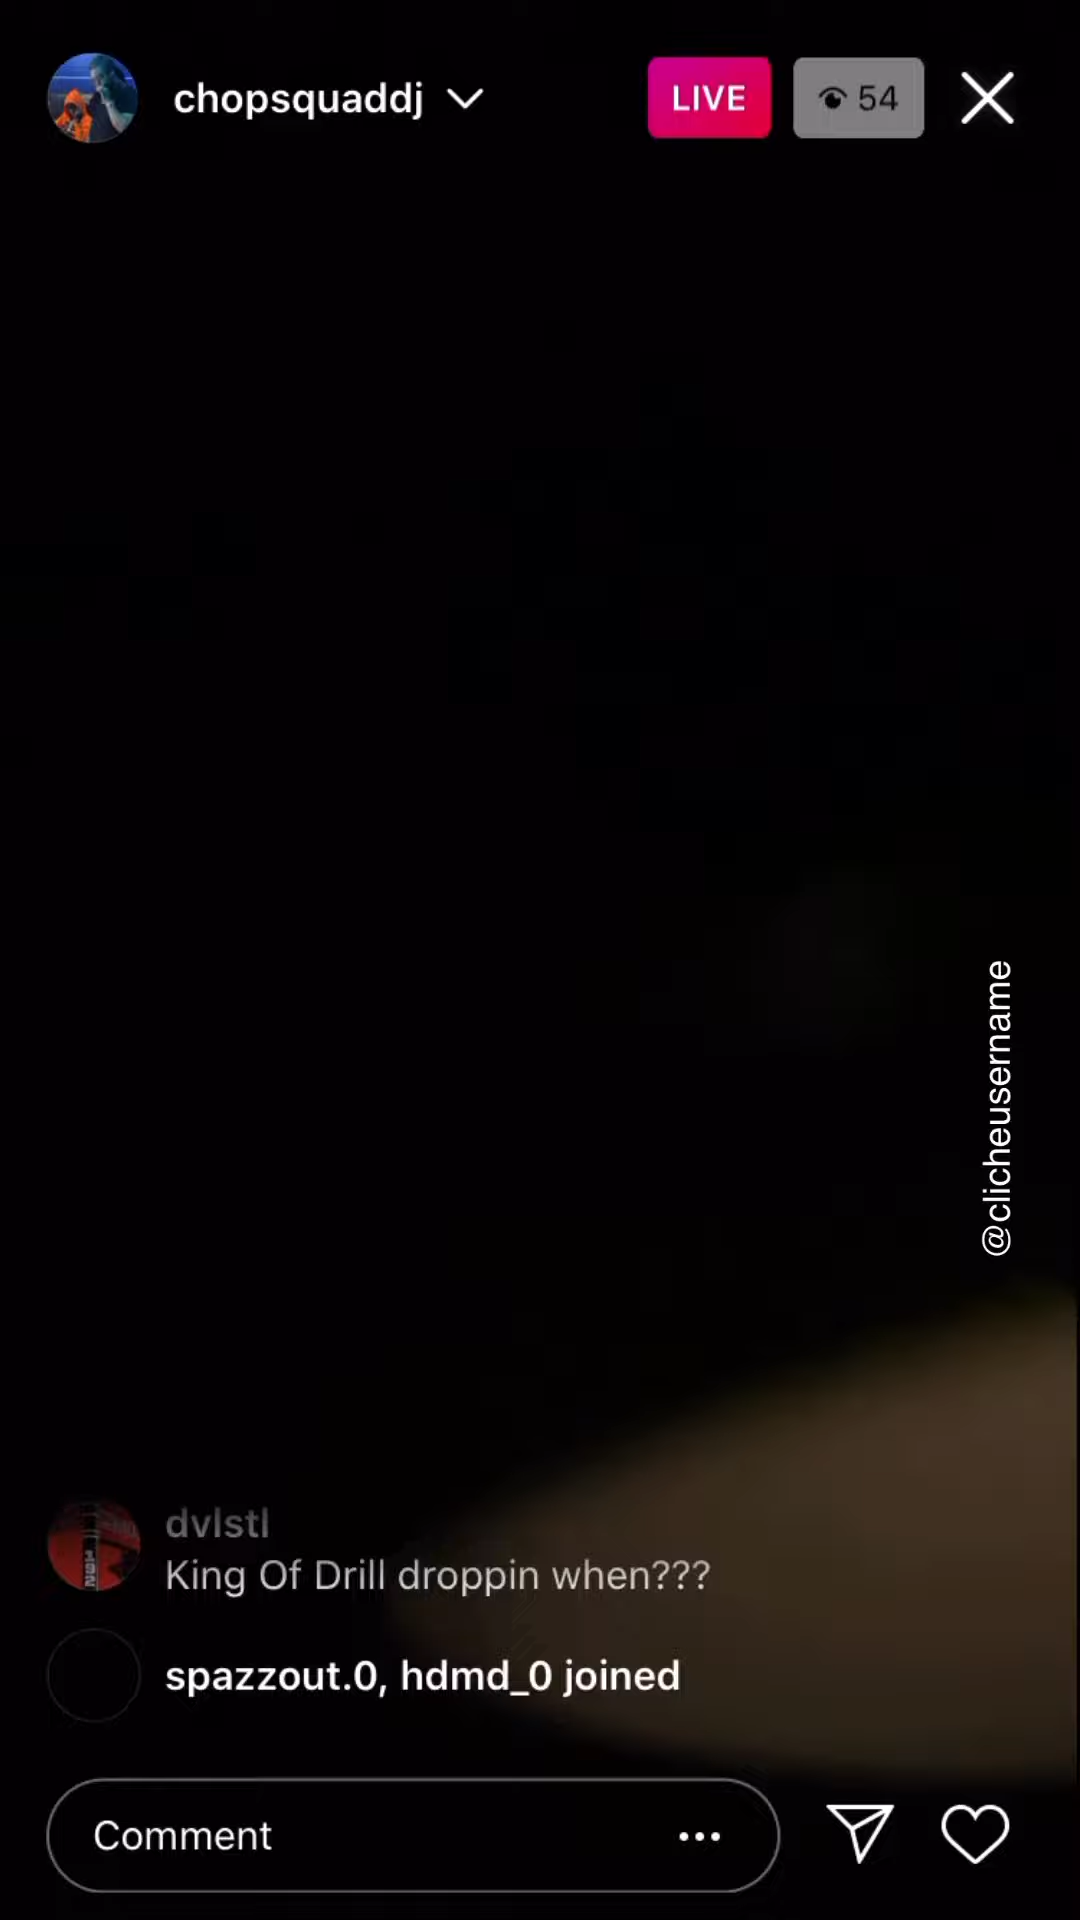 chopsquaddj
LIVE
54
@clicheusername
dvlstl
King Of Drill droppin when???
spazzout.0, hdmd_0 joined
Comment